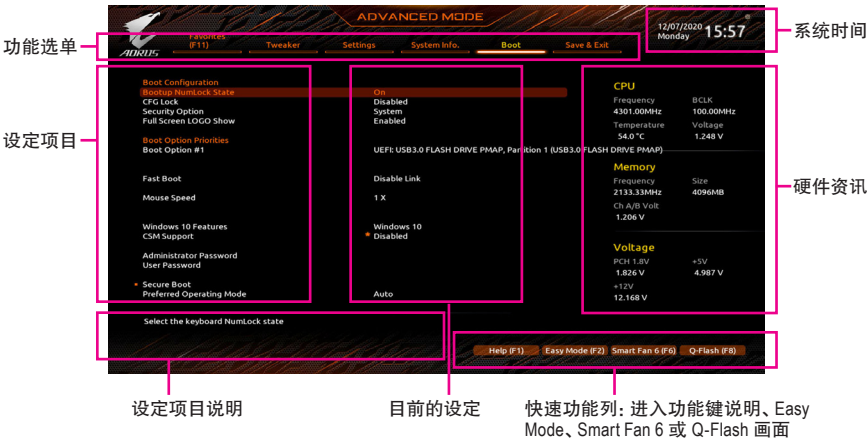 ADVANCED MODE
12/07/2020
Monday
15:57
系统时间
功能选单
AORUS
Favorites
(F11)
Tweaker
Settings
System Info.
Boot
Save & Exit
设定项目
Boot Configuration
Bootup NumLock State On
CFG Lock Disabled
Security Option System
Full Screen LOGO Show Enabled
Boot Option Priorities
Boot Option #1 UEFI: USB3.0 FLASH DRIVE PMAP, Partition 1 (USB3.0 FLASH DRIVE PMAP)
Fast Boot Disable Link
Mouse Speed 1 X
Windows 10 Features Windows 10
CSM Support * Disabled
Administrator Password
User Password
* Secure Boot
Preferred Operating Mode Auto
CPU
Frequency BCLK
4301.00MHz 100.00MHz
Temperature Voltage
54.0 °C 1.248 V
Memory
Frequency Size
2133.33MHz 4096MB
Ch A/B Volt
1.206 V
Voltage
PCH 1.8V +5V
1.826 V 4.987 V
+12V
12.168 V
硬件资讯
Select the keyboard NumLock state
Help (F1)
Easy Mode (F2)
Smart Fan 6 (F6)
Q-Flash (F8)
设定项目说明
目前的设定
快速功能列: 进入功能键说明、Easy
Mode、Smart Fan 6 或 Q-Flash 画面